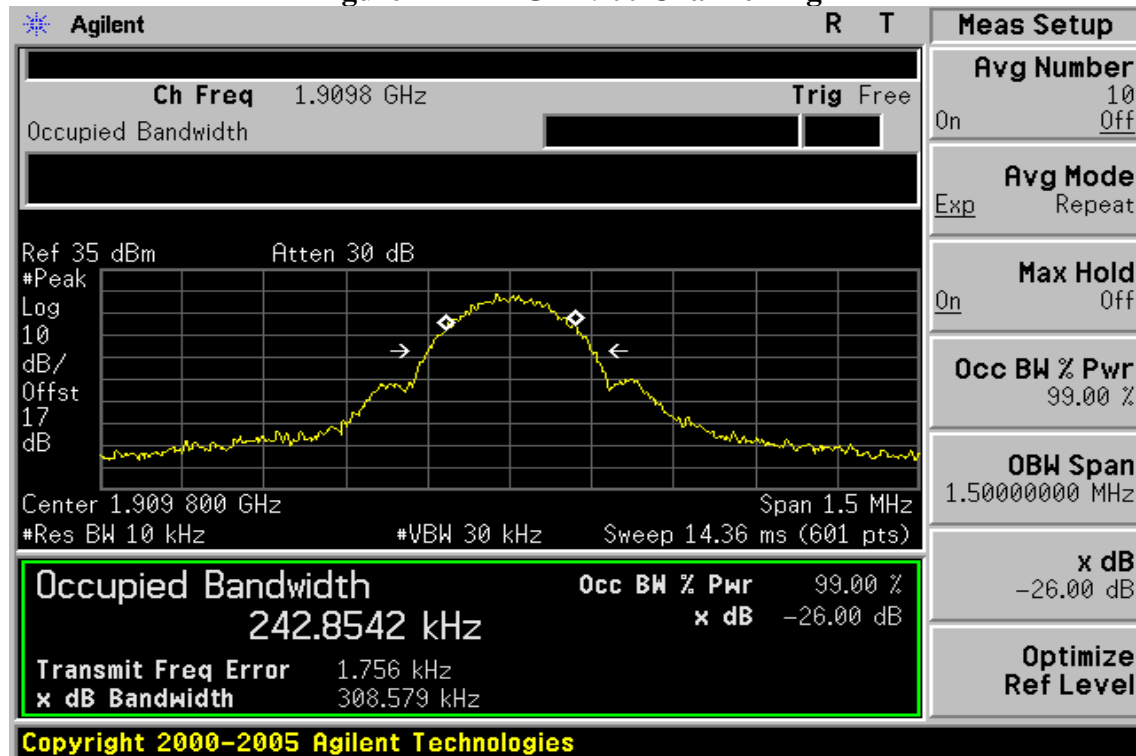 Agilent R T Meas Setup
Avg Number
10
On Off
Ch Freq 1.9098 GHz Trig Free
Occupied Bandwidth
Avg Mode
Exp Repeat
Ref 35 dBm Atten 30 dB
#Peak
Log
10
dB/
Offst
17
dB
Max Hold
On Off
Occ BW % Pwr
99.00 %
OBW Span
1.50000000 MHz
Center 1.909 800 GHz Span 1.5 MHz
#Res BW 10 kHz #VBW 30 kHz Sweep 14.36 ms (601 pts)
x dB
-26.00 dB
Occupied Bandwidth Occ BW % Pwr 99.00 %
242.8542 kHz x dB -26.00 dB
Transmit Freq Error 1.756 kHz
x dB Bandwidth 308.579 kHz
Optimize
Ref Level
Copyright 2000-2005 Agilent Technologies